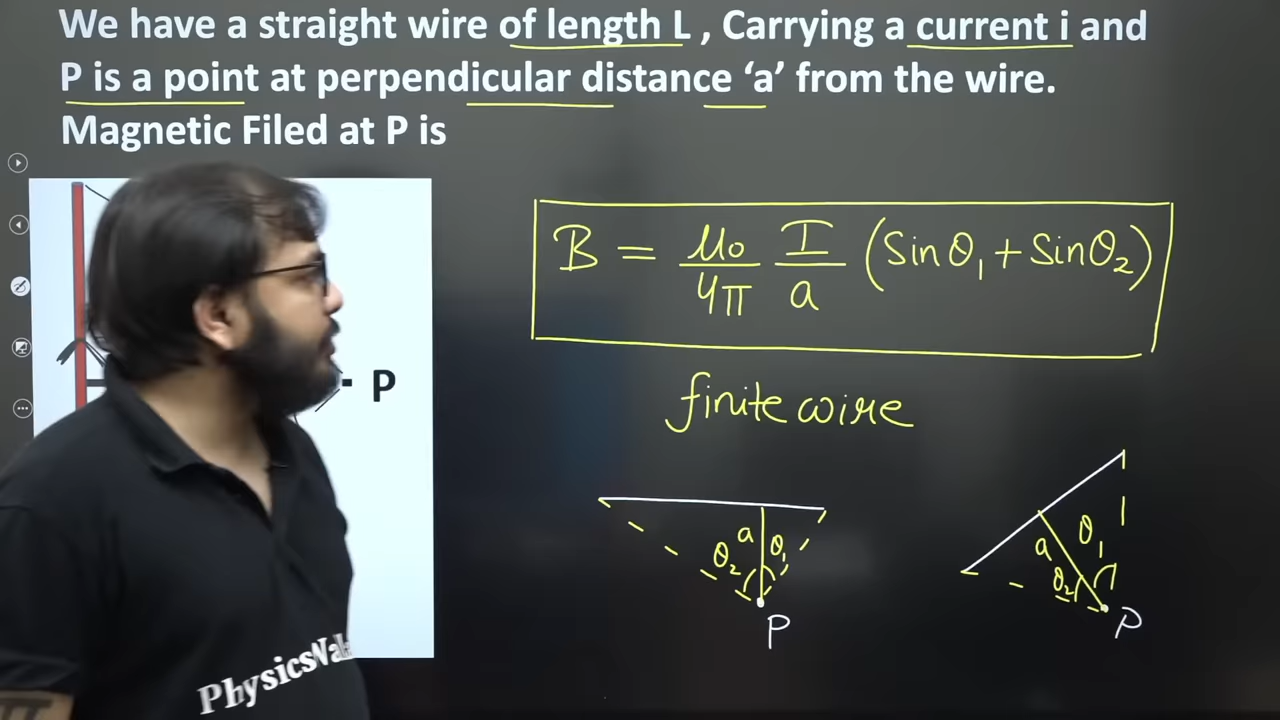 We have a straight wire of length L , Carrying a current i and
P is a point at perpendicular distance ‘a’ from the wire.
Magnetic Filed at P is
B = μ₀/4π I/a (Sinθ₁ + Sinθ₂)
P
finite wire
a θ₁
θ₂
P
θ₁
a
θ₂
P
PhysicsWal